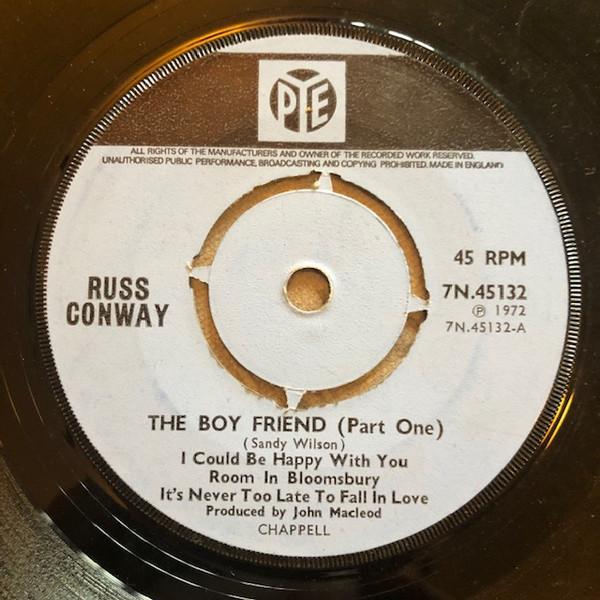 PYE
ALL RIGHTS OF THE MANUFACTURERS AND OWNER OF THE RECORDED WORK RESERVED.
UNAUTHORISED PUBLIC PERFORMANCE, BROADCASTING AND COPYING PROHIBITED. MADE IN ENGLAND
45 RPM
RUSS
CONWAY
7N.45132
℗ 1972
7N.45132-A
THE BOY FRIEND (Part One)
(Sandy Wilson)
I Could Be Happy With You
Room In Bloomsbury
It's Never Too Late To Fall In Love
Produced by John Macleod
CHAPPELL